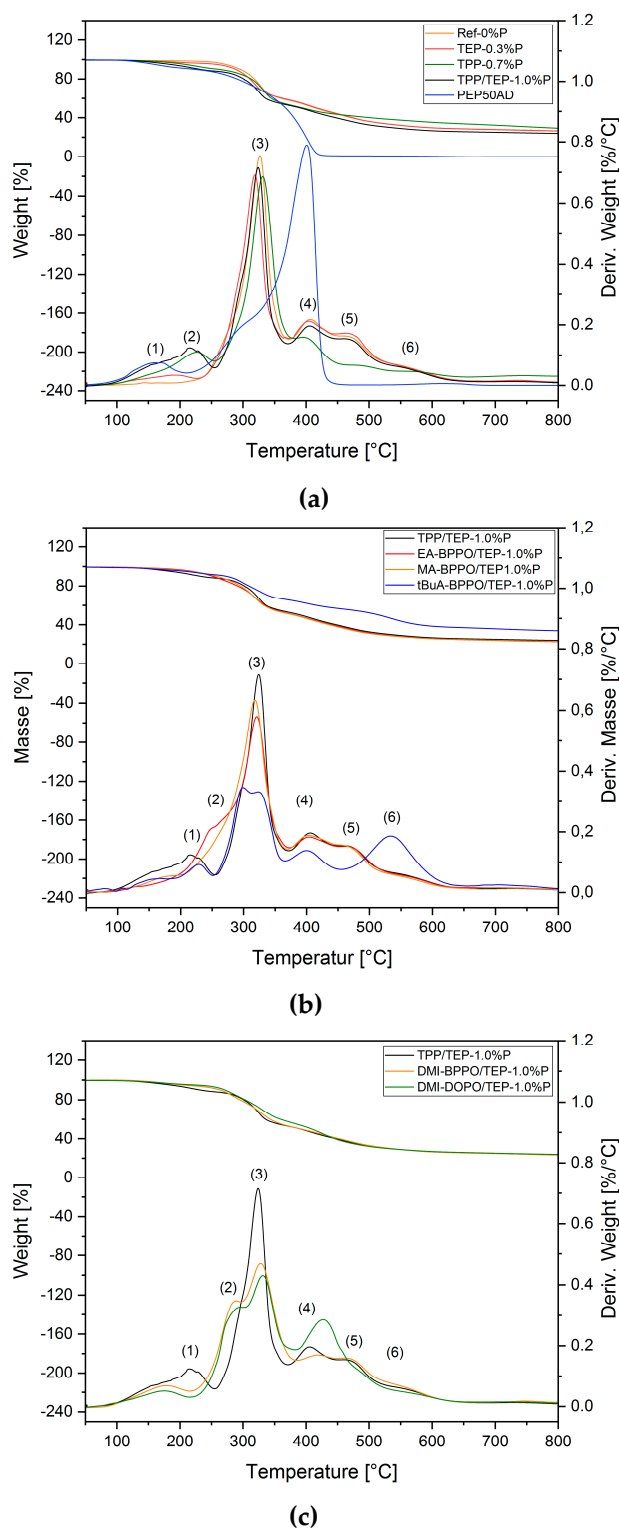 1.2
120
80
40
0
-40
-80
-120
-160
-200
-240
Weight [%]
Ref-0%P
TEP-0.3%P
TPP-0.7%P
TPP/TEP-1.0%P
PEP50AD
(1)
(2)
(3)
(4)
(5)
(6)
1.0
0.8
0.6
0.4
0.2
0.0
Deriv. Weight [%/°C]
100 200 300 400 500 600 700 800
Temperature [°C]
(a)
1,2
120
80
40
0
-40
-80
-120
-160
-200
-240
Masse [%]
TPP/TEP-1.0%P
EA-BPPO/TEP-1.0%P
MA-BPPO/TEP1.0%P
tBuA-BPPO/TEP-1.0%P
(1)
(2)
(3)
(4)
(5)
(6)
1,0
0,8
0,6
0,4
0,2
0,0
Deriv. Masse [%/°C]
100 200 300 400 500 600 700 800
Temperatur [°C]
(b)
1.2
120
80
40
0
-40
-80
-120
-160
-200
-240
Weight [%]
TPP/TEP-1.0%P
DMI-BPPO/TEP-1.0%P
DMI-DOPO/TEP-1.0%P
(1)
(2)
(3)
(4)
(5)
(6)
1.0
0.8
0.6
0.4
0.2
0.0
Deriv. Weight [%/°C]
100 200 300 400 500 600 700 800
Temperature [°C]
(c)